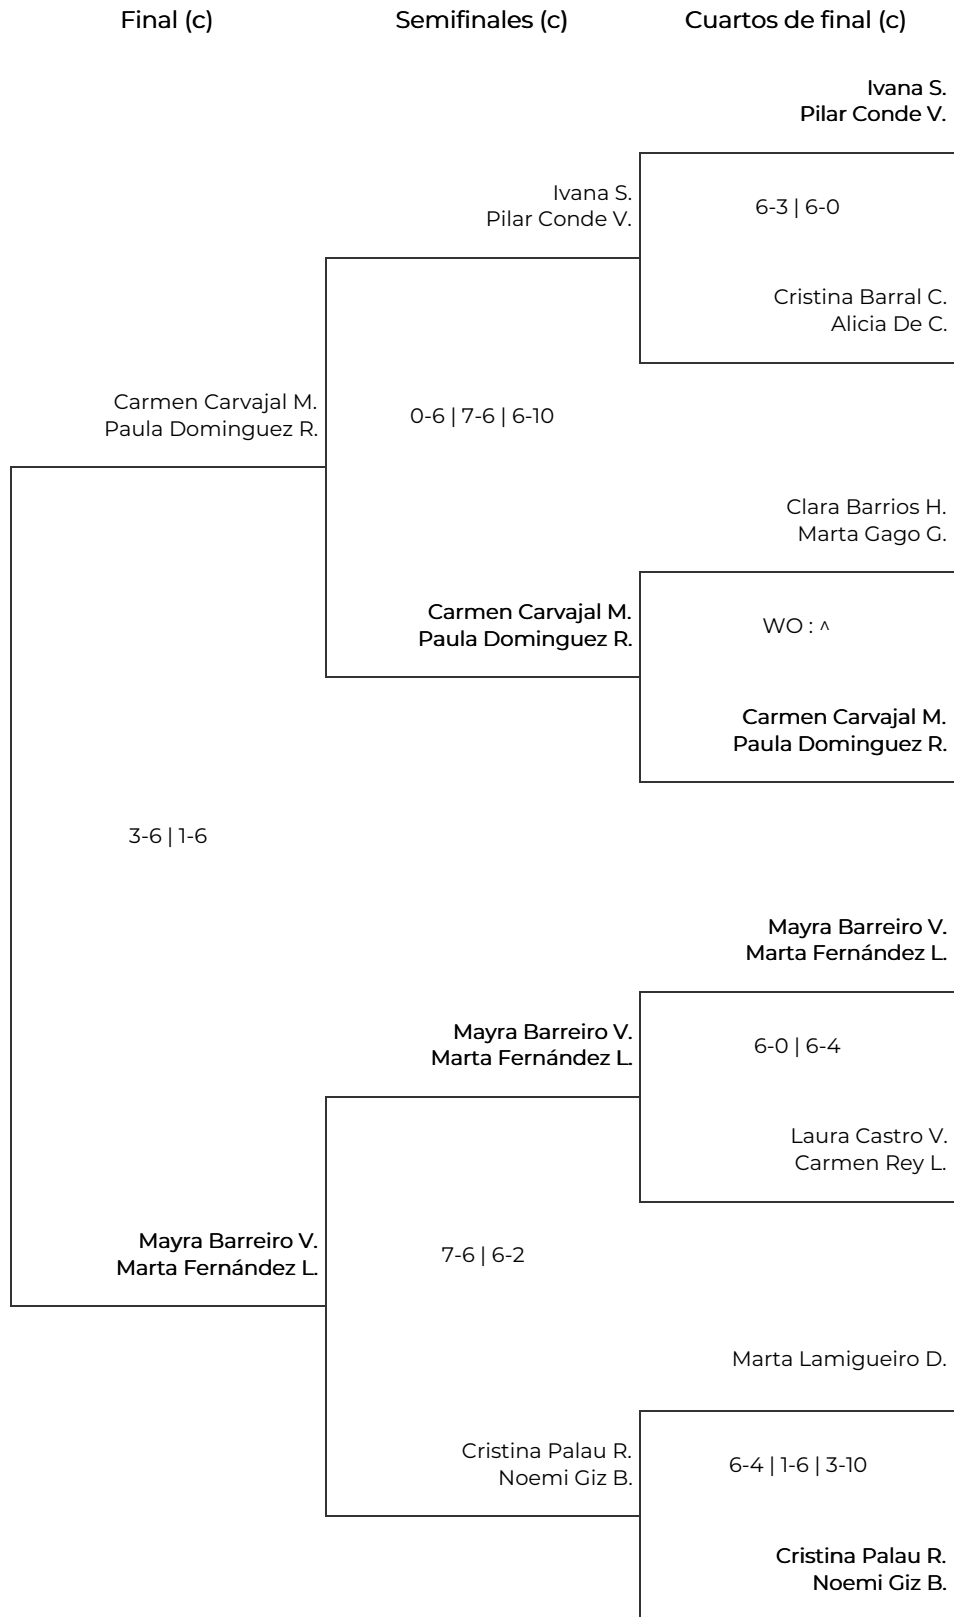 Final (c)
Semifinales (c)
Cuartos de final (c)
Ivana S.
Pilar Conde V.
Ivana S.
Pilar Conde V.
6-3 | 6-0
Cristina Barral C.
Alicia De C.
Carmen Carvajal M.
Paula Dominguez R.
0-6 | 7-6 | 6-10
Clara Barrios H.
Marta Gago G.
Carmen Carvajal M.
Paula Dominguez R.
WO : ^
Carmen Carvajal M.
Paula Dominguez R.
3-6 | 1-6
Mayra Barreiro V.
Marta Fernández L.
Mayra Barreiro V.
Marta Fernández L.
6-0 | 6-4
Laura Castro V.
Carmen Rey L.
Mayra Barreiro V.
Marta Fernández L.
7-6 | 6-2
Marta Lamigueiro D.
Cristina Palau R.
Noemi Giz B.
6-4 | 1-6 | 3-10
Cristina Palau R.
Noemi Giz B.